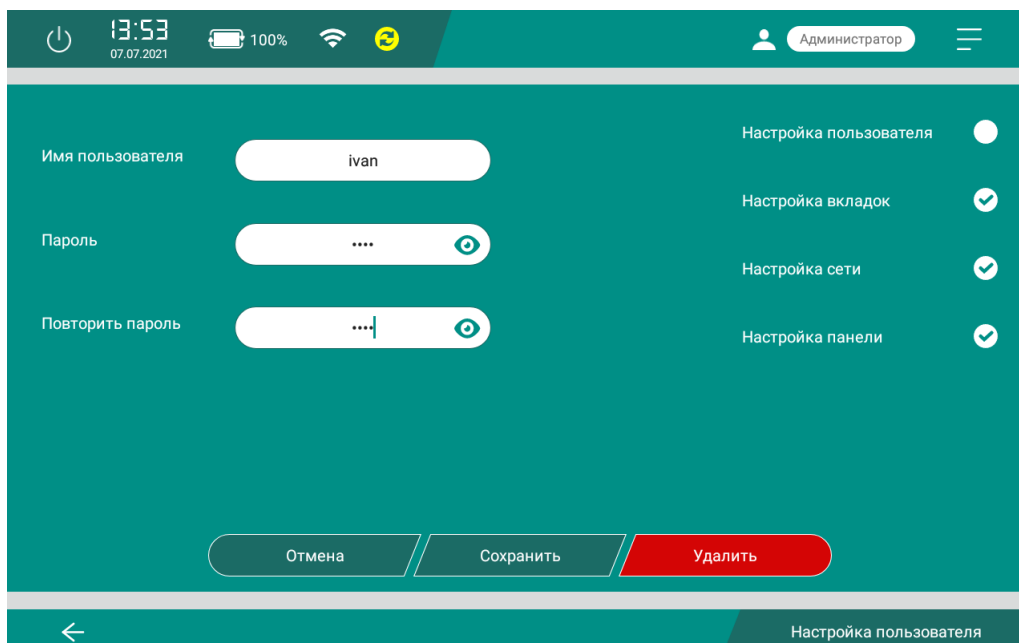 13:53
07.07.2021
100%
Администратор
Имя пользователя
ivan
Пароль
••••
Повторить пароль
••••
Настройка пользователя
Настройка вкладок
Настройка сети
Настройка панели
Отмена
Сохранить
Удалить
Настройка пользователя